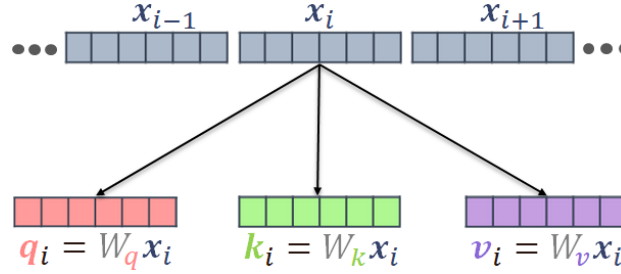 x_{i−1} x_i x_{i+1}
q_i = W_q x_i k_i = W_k x_i v_i = W_v x_i